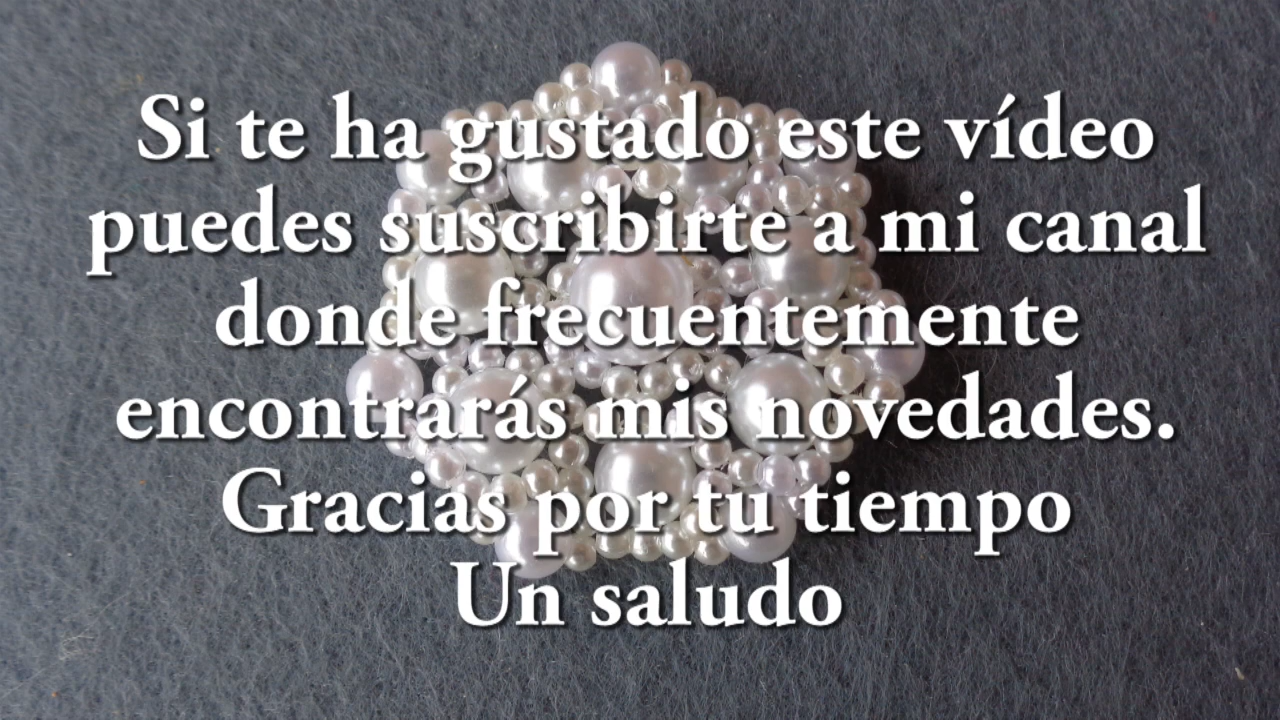 Si te ha gustado este vídeo
puedes suscribirte a mi canal
donde frecuentemente
encontrarás mis novedades.
Gracias por tu tiempo
Un saludo